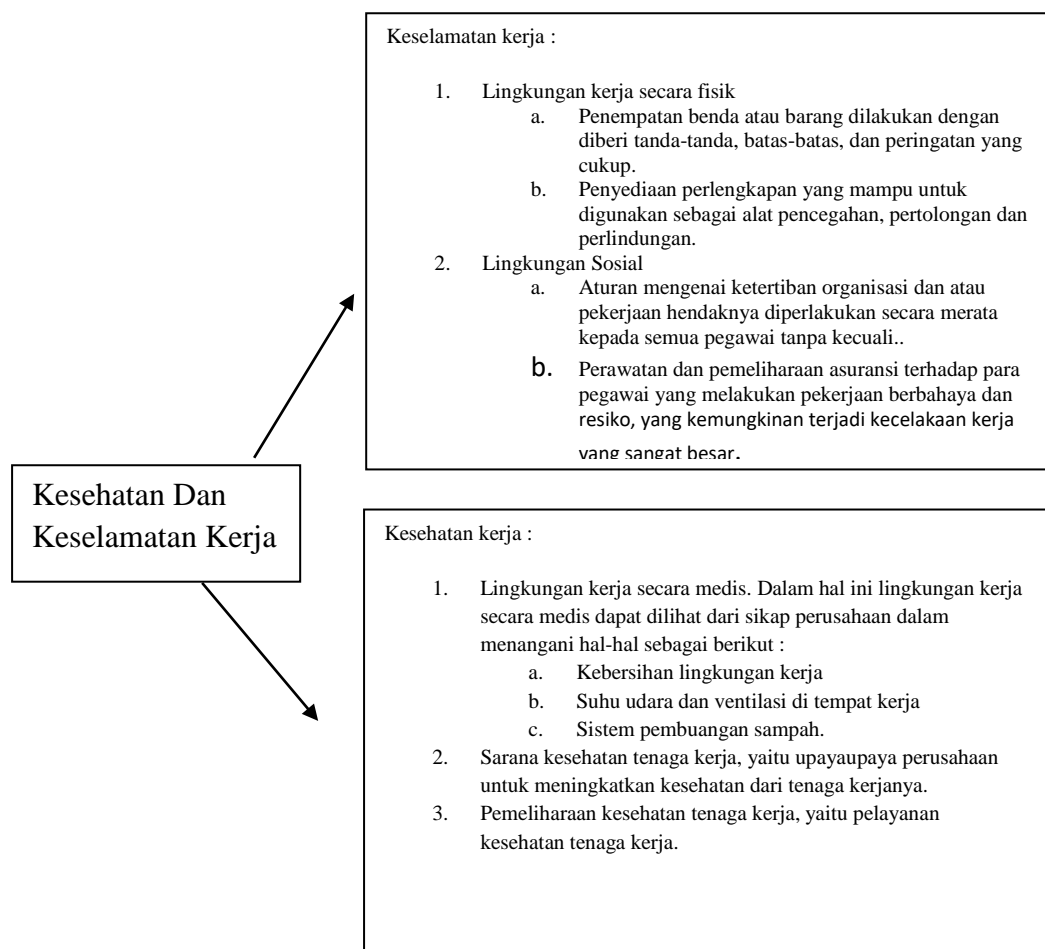 Keselamatan kerja :
1. Lingkungan kerja secara fisik
a. Penempatan benda atau barang dilakukan dengan
diberi tanda-tanda, batas-batas, dan peringatan yang
cukup.
b. Penyediaan perlengkapan yang mampu untuk
digunakan sebagai alat pencegahan, pertolongan dan
perlindungan.
2. Lingkungan Sosial
a. Aturan mengenai ketertiban organisasi dan atau
pekerjaan hendaknya diperlakukan secara merata
kepada semua pegawai tanpa kecuali..
b. Perawatan dan pemeliharaan asuransi terhadap para
pegawai yang melakukan pekerjaan berbahaya dan
resiko, yang kemungkinan terjadi kecelakaan kerja
yang sangat besar.
Kesehatan Dan
Keselamatan Kerja
Kesehatan kerja :
1. Lingkungan kerja secara medis. Dalam hal ini lingkungan kerja
secara medis dapat dilihat dari sikap perusahaan dalam
menangani hal-hal sebagai berikut :
a. Kebersihan lingkungan kerja
b. Suhu udara dan ventilasi di tempat kerja
c. Sistem pembuangan sampah.
2. Sarana kesehatan tenaga kerja, yaitu upayaupaya perusahaan
untuk meningkatkan kesehatan dari tenaga kerjanya.
3. Pemeliharaan kesehatan tenaga kerja, yaitu pelayanan
kesehatan tenaga kerja.